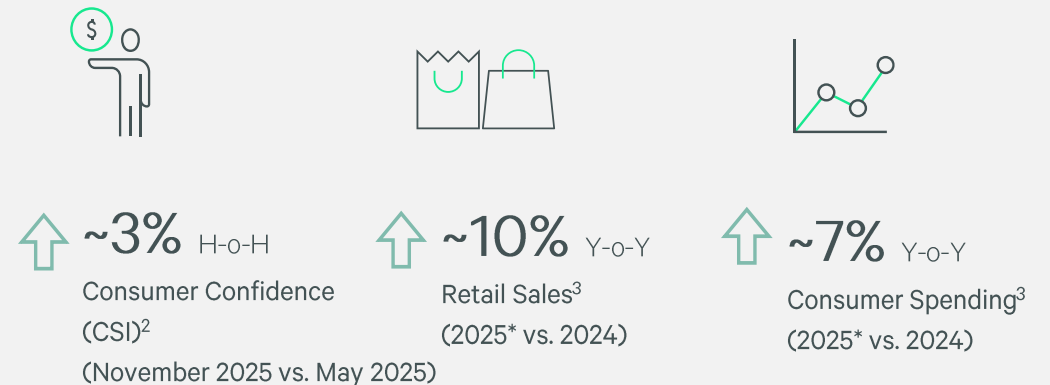 $
~3% H-o-H
Consumer Confidence
(CSI)²
(November 2025 vs. May 2025)
~10% Y-o-Y
Retail Sales³
(2025* vs. 2024)
~7% Y-o-Y
Consumer Spending³
(2025* vs. 2024)